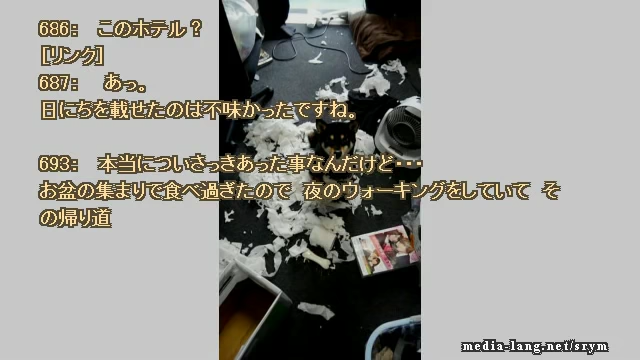 686: このホテル?
[リンク]
687: あっ。
日にちを載せたのは不味かったですね。
693: 本当についさっきあった事なんだけど・・・
お盆の集まりで食べ過ぎたので 夜のウォーキングをしていて そ
の帰り道
media-lang.net/srym